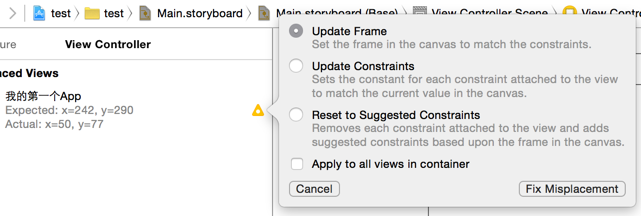 test > test > Main.storyboard > Main.storyboard (Base) > View Controller Scene > View Contro
ure
View Controller
nced Views
我的第一个App
Expected: x=242, y=290
Actual: x=50, y=77
Update Frame
Set the frame in the canvas to match the constraints.
Update Constraints
Sets the constant for each constraint attached to the view
to match the current value in the canvas.
Reset to Suggested Constraints
Removes each constraint attached to the view and adds
suggested constraints based upon the frame in the canvas.
Apply to all views in container
Cancel
Fix Misplacement